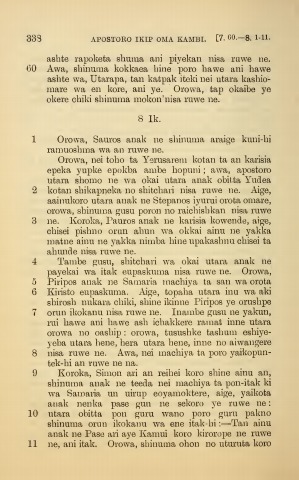 338 APOSTORO IKIP OMA KAMBI. [7. 60.—8. 1-11.
ashte rapoketa shuma ani piyekan nisa ruwe ne.
60 Awa, shinuma kokkaea hine poro hawe ani hawe
ashte wa, Utarapa, tan katpak iteki nei utara kashio-
mare wa en kore, ani ye. Orowa, tap okaibe ye
okere chiki shinuma mokon'nisa ruwe ne.
8 Ik.
1 Orowa, Sauros anak ne shinuma araige kuni-hi
ramuoshma wa an ruwe ne.
Orowa, nei toho ta Yerusarem kotan ta an karisia
epeka yupke epokba ambe hopuni; awa, apostoro
utara shomo ne wa okai utara anak obitta Yudea
2 kotan shikapneka no shitchari nisa ruwe ne. Aige,
aainukoro utara anak ne Stepanos iyurui orota omare,
orowa, shinuma gusu poron no raichishkan nisa ruwe
3 ne. Koroka, Pauros anak ne karisia kowende, aige,
chisei pishno orun ahun wa okkai ainu ne yakka
matne ainu ne yakka nimba hine upakashnu chisei ta
ahunde nisa ruwe ne.
4 Tambe gusu, shitchari wa okai utara anak ne
payekai wa itak eupaskuma nisa ruwe ne. Orowa,
5 Piripos anak ne Samaria machiya ta san wa orota
6 Kiristo eupaskuma. Aige, topaha utara inu wa aki
shirosh nukara chiki, shine ikinne Piripos ye orushpe
7 orun ikokanu nisa ruwe ne. Inambe gusu ne yakun,
rui hawe ani hawe ash ichakkere ramat inne utara
orowa no oaship: orowa, tusushke tashum eshiye-
yeba utara hene, hera utara hene, inne no aiwangere
8 nisa ruwe ne. Awa, nei machiya ta poro yaikopun-
tek-hi an ruwe ne na.
9 Koroka, Simon ari an reihei koro shine ainu an,
shinuma anak ne teeda nei machiya ta pon-itak ki
wa Samaria un uirup eoyamoktere, aige, yaikota
anak nenka pase gun ne sekoro ye ruwe ne:
10 utara obitta pon guru wano poro guru pakno
shinuma orun ikokanu wa ene itak-hi:—Tan ainu
anak ne Pase ari aye Kamui koro kirorope ne ruwe
11 ne, ani itak. Orowa, shinuma ohon no uturuta koro